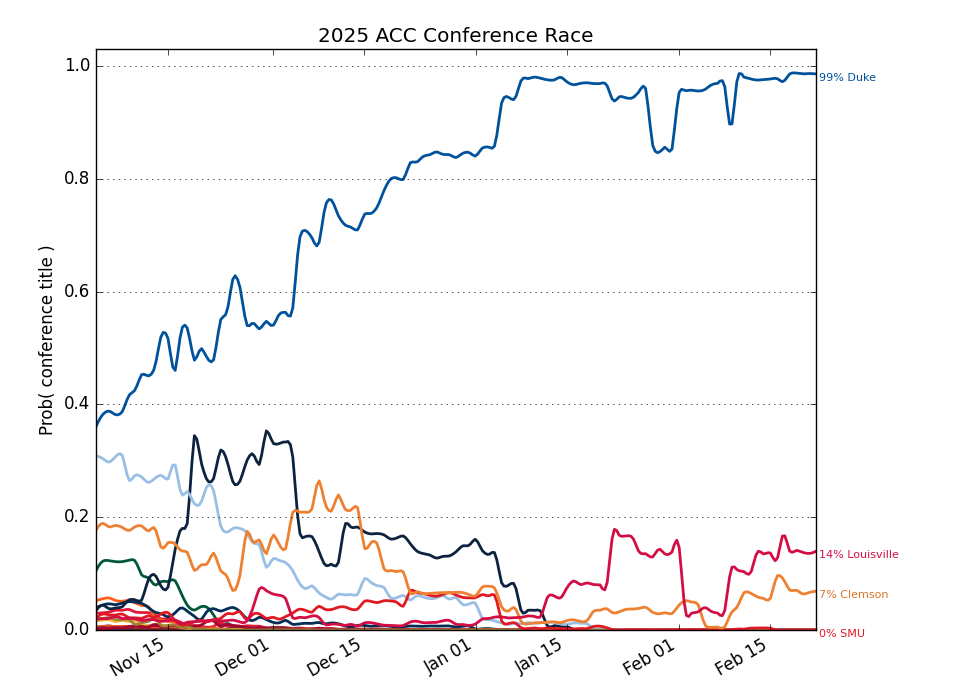 2025 ACC Conference Race
1.0
0.8
0.6
0.4
0.2
0.0
Prob( conference title )
99% Duke
14% Louisville
7% Clemson
0% SMU
Nov 15
Dec 01
Dec 15
Jan 01
Jan 15
Feb 01
Feb 15